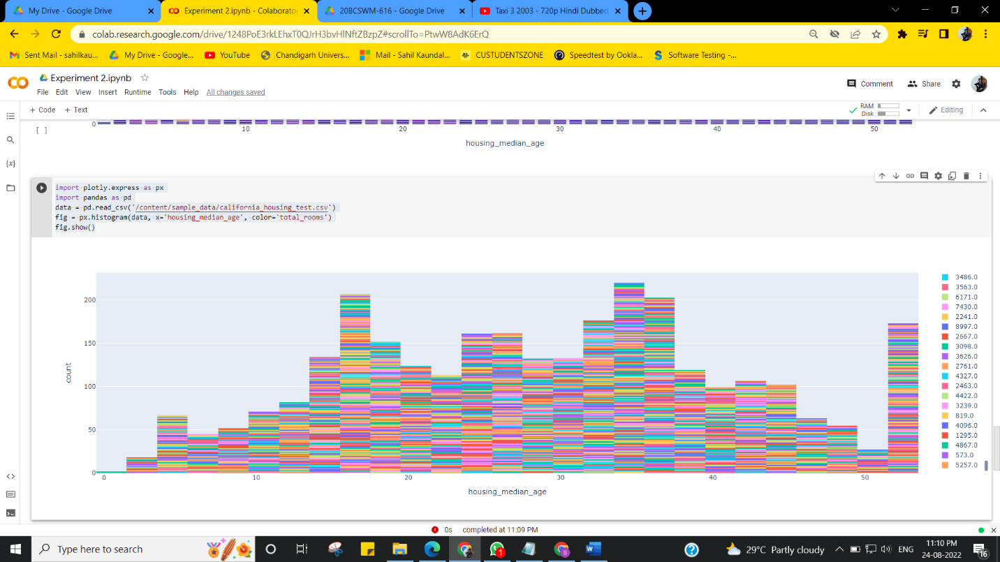 My Drive - Google Drive
Experiment 2.ipynb - Colaborator
20BCSWM-616 - Google Drive
Taxi 3 2003 - 720p Hindi Dubbed
colab.research.google.com/drive/1248PoE3rkLEhxT0QJrH3bvHlNftZBzpZ#scrollTo=PtwW8AdK6ErQ
Sent Mail - sahilkau...
My Drive - Google...
YouTube
Chandigarh Univers...
Mail - Sahil Kaundal...
CUSTUDENTSZONE
Speedtest by Ookla...
Software Testing -...
Experiment 2.ipynb
Comment
Share
File Edit View Insert Runtime Tools Help All changes saved
+ Code + Text
RAM
Disk
Editing
[ ]
0
10 20 30 40 50
housing_median_age
{x}
import plotly.express as px
import pandas as pd
data = pd.read_csv('/content/sample_data/california_housing_test.csv')
fig = px.histogram(data, x='housing_median_age', color='total_rooms')
fig.show()
200
150
100
50
0
count
0 10 20 30 40 50
housing_median_age
3486.0
3563.0
6171.0
7430.0
2241.0
8997.0
2667.0
3098.0
3626.0
2761.0
4327.0
2463.0
4422.0
3239.0
819.0
4096.0
1295.0
4867.0
573.0
5257.0
0s completed at 11:09 PM
Type here to search
1
29°C Partly cloudy
ENG
11:10 PM
24-08-2022
16